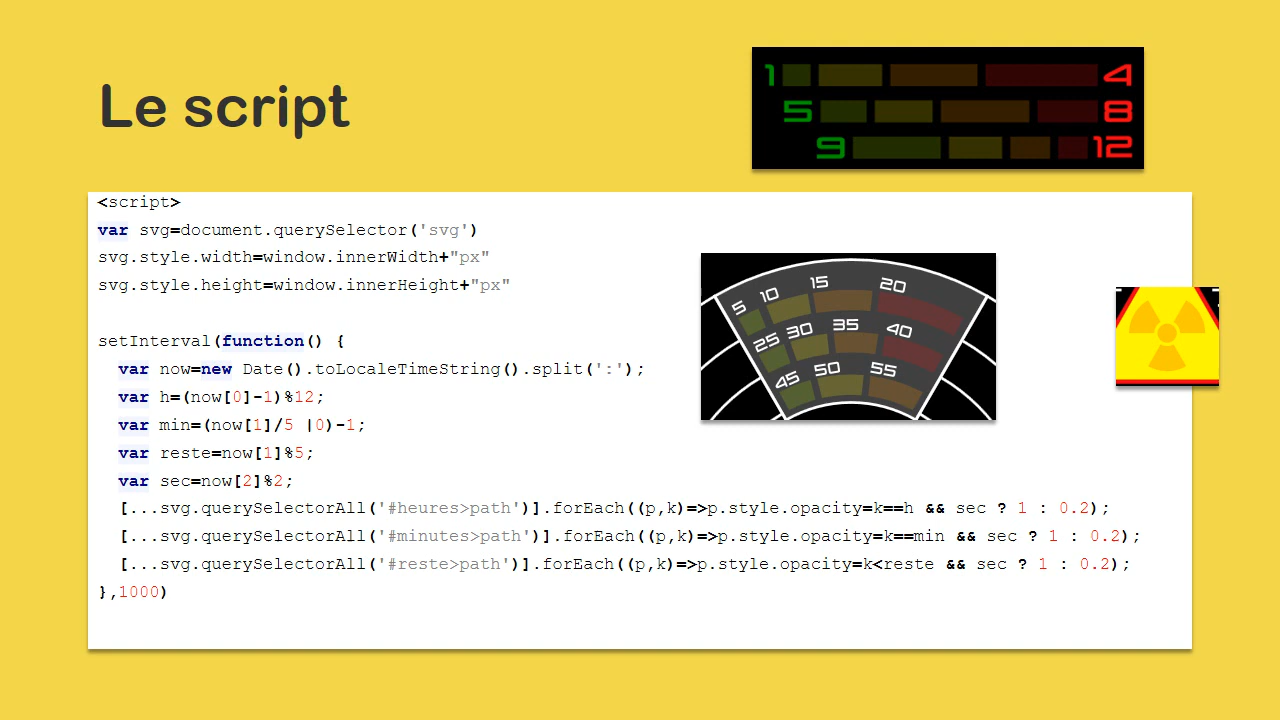 Le script
1 4
5 8
9 12
<script>
var svg=document.querySelector('svg')
svg.style.width=window.innerWidth+"px"
svg.style.height=window.innerHeight+"px"
setInterval(function() {
var now=new Date().toLocaleTimeString().split(':');
var h=(now[0]-1)%12;
var min=(now[1]/5 |0)-1;
var reste=now[1]%5;
var sec=now[2]%2;
[...svg.querySelectorAll('#heures>path')].forEach((p,k)=>p.style.opacity=k==h && sec ? 1 : 0.2);
[...svg.querySelectorAll('#minutes>path')].forEach((p,k)=>p.style.opacity=k==min && sec ? 1 : 0.2);
[...svg.querySelectorAll('#reste>path')].forEach((p,k)=>p.style.opacity=k<reste && sec ? 1 : 0.2);
},1000)
5 10 15 20
25 30 35 40
45 50 55